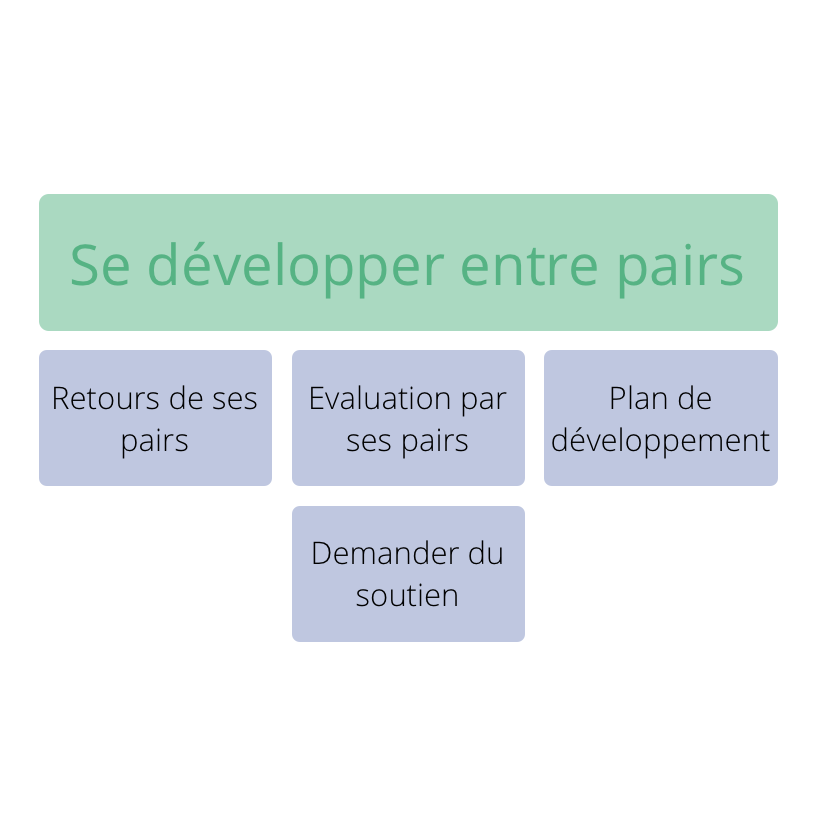 Se développer entre pairs
Retours de ses
pairs
Evaluation par
ses pairs
Plan de
développement
Demander du
soutien